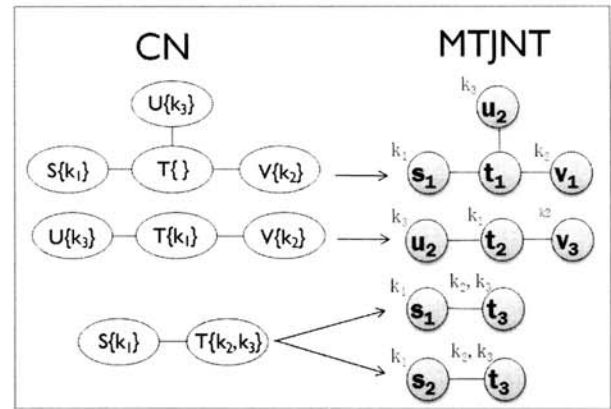 CN MTJNT
U{k₃} k₃ u₂
S{k₁} T{ } V{k₂} k₁ s₁ t₁ k₂ v₁
U{k₃} T{k₁} V{k₂} k₃ u₂ k₁ t₂ k2 v₃
k₁ s₁ k₂, k₃ t₃
S{k₁} T{k₂,k₃}
k₁ s₂ k₂, k₃ t₃